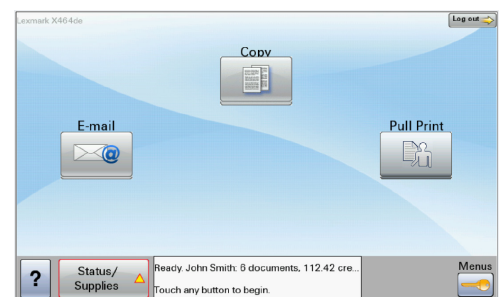 Lexmark X464de
Log out
Copy
E-mail
Pull Print
?
Status/
Supplies
Ready. John Smith: 6 documents, 112.42 cre...
Touch any button to begin.
Menus